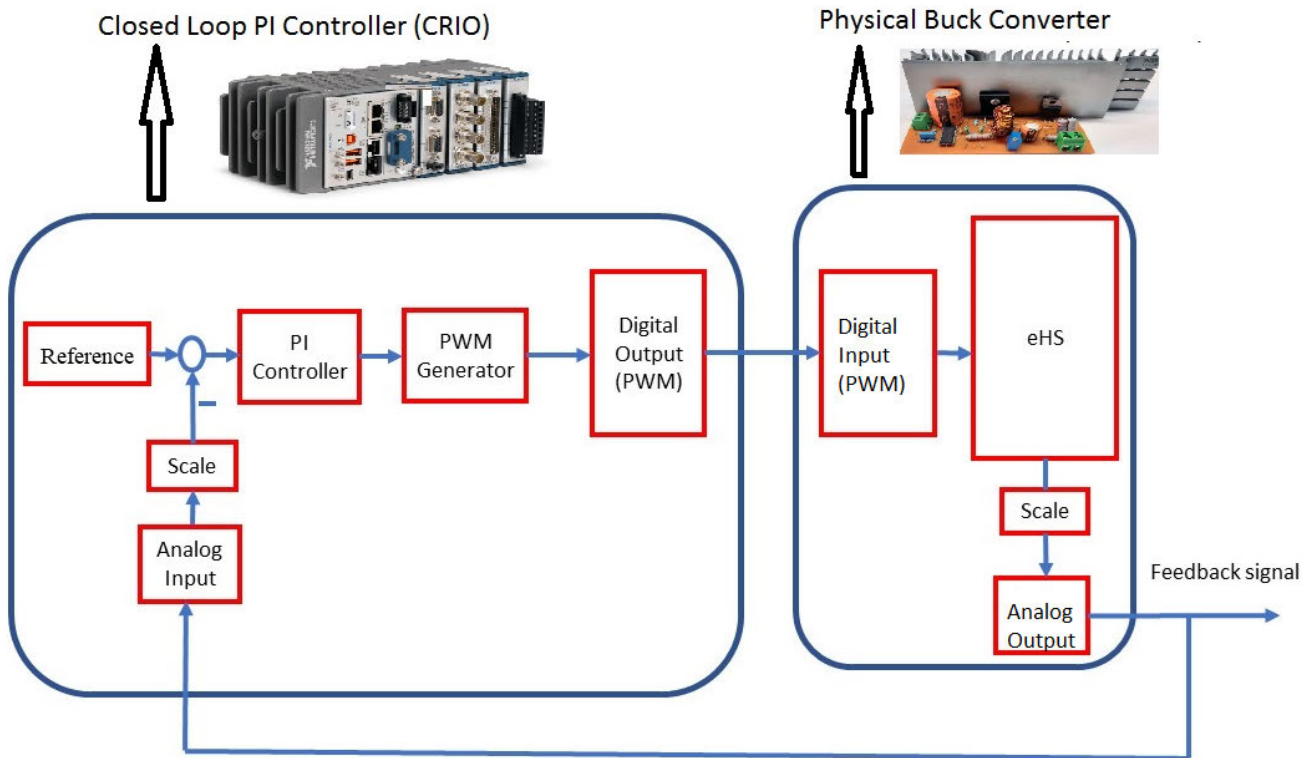 Closed Loop PI Controller (CRIO)
Physical Buck Converter
Reference
PI
Controller
PWM
Generator
Digital
Output
(PWM)
Digital
Input
(PWM)
eHS
Scale
Analog
Input
Scale
Analog
Output
Feedback signal